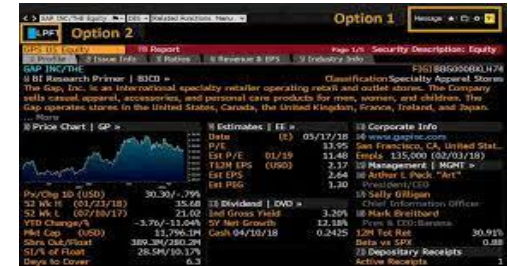 GAP INC/THE Equity DES Related Functions Menu Message
Option 1
LPF Option 2
GPS US Equity Report Page 1/5 Security Description: Equity
1 Profile 2 Issue Info 3 Ratios 4 Revenue & EPS 5 Industry Info
GAP INC/THE FIGI BBG000BKLH74
BI Research Primer | BICO » Classification Specialty Apparel Stores
The Gap, Inc. is an international specialty retailer operating retail and outlet stores. The Company
sells casual apparel, accessories, and personal care products for men, women, and children. The
Gap operates stores in the United States, Canada, the United Kingdom, France, Ireland, and Japan.
... More
Price Chart | GP »
Px/Chg 1D (USD) 30.30/-.79%
52 Wk H (01/23/18) 35.68
52 Wk L (07/10/17) 21.02
YTD Change/% -3.76/-11.04%
Mkt Cap (USD) 11,796.1M
Shrs Out/Float 389.3M/280.2M
SI/% of Float 28.5M/10.17%
Days to Cover 6.3
Estimates | EE »
Date (E) 05/17/18
P/E 13.95
Est P/E 01/19 11.48
T12M EPS (USD) 2.17
Est EPS 2.64
Est PEG 1.30
Dividend | DVD »
Ind Gross Yield 3.20%
5Y Net Growth 12.18%
Cash 04/10/18 0.2425
Corporate Info
www.gapinc.com
San Francisco, CA, United Stat...
Empls 135,000 (02/03/18)
Management | MGMT »
Arthur L Peck "Art"
President/CEO
Sally Gilligan
Chief Information Officer
Mark Breitbard
Pres & CEO:Banana
12M Tot Ret 30.91%
Beta vs SPX 0.88
Depositary Receipts
Active Receipts 1